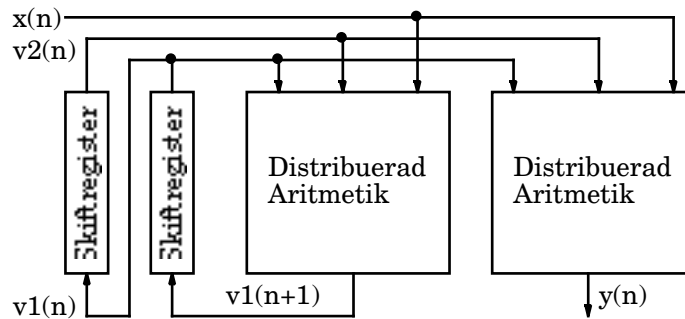 x(n)
v2(n)
Skiftregister
Skiftregister
Distribuerad
Aritmetik
Distribuerad
Aritmetik
v1(n)
v1(n+1)
y(n)